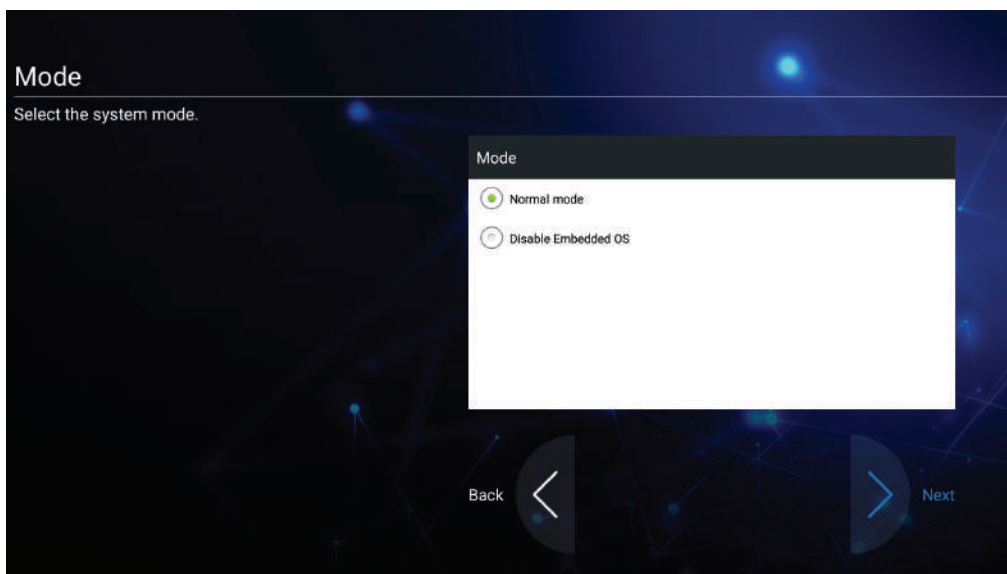 Mode
Select the system mode.
Mode
Normal mode
Disable Embedded OS
Back
Next